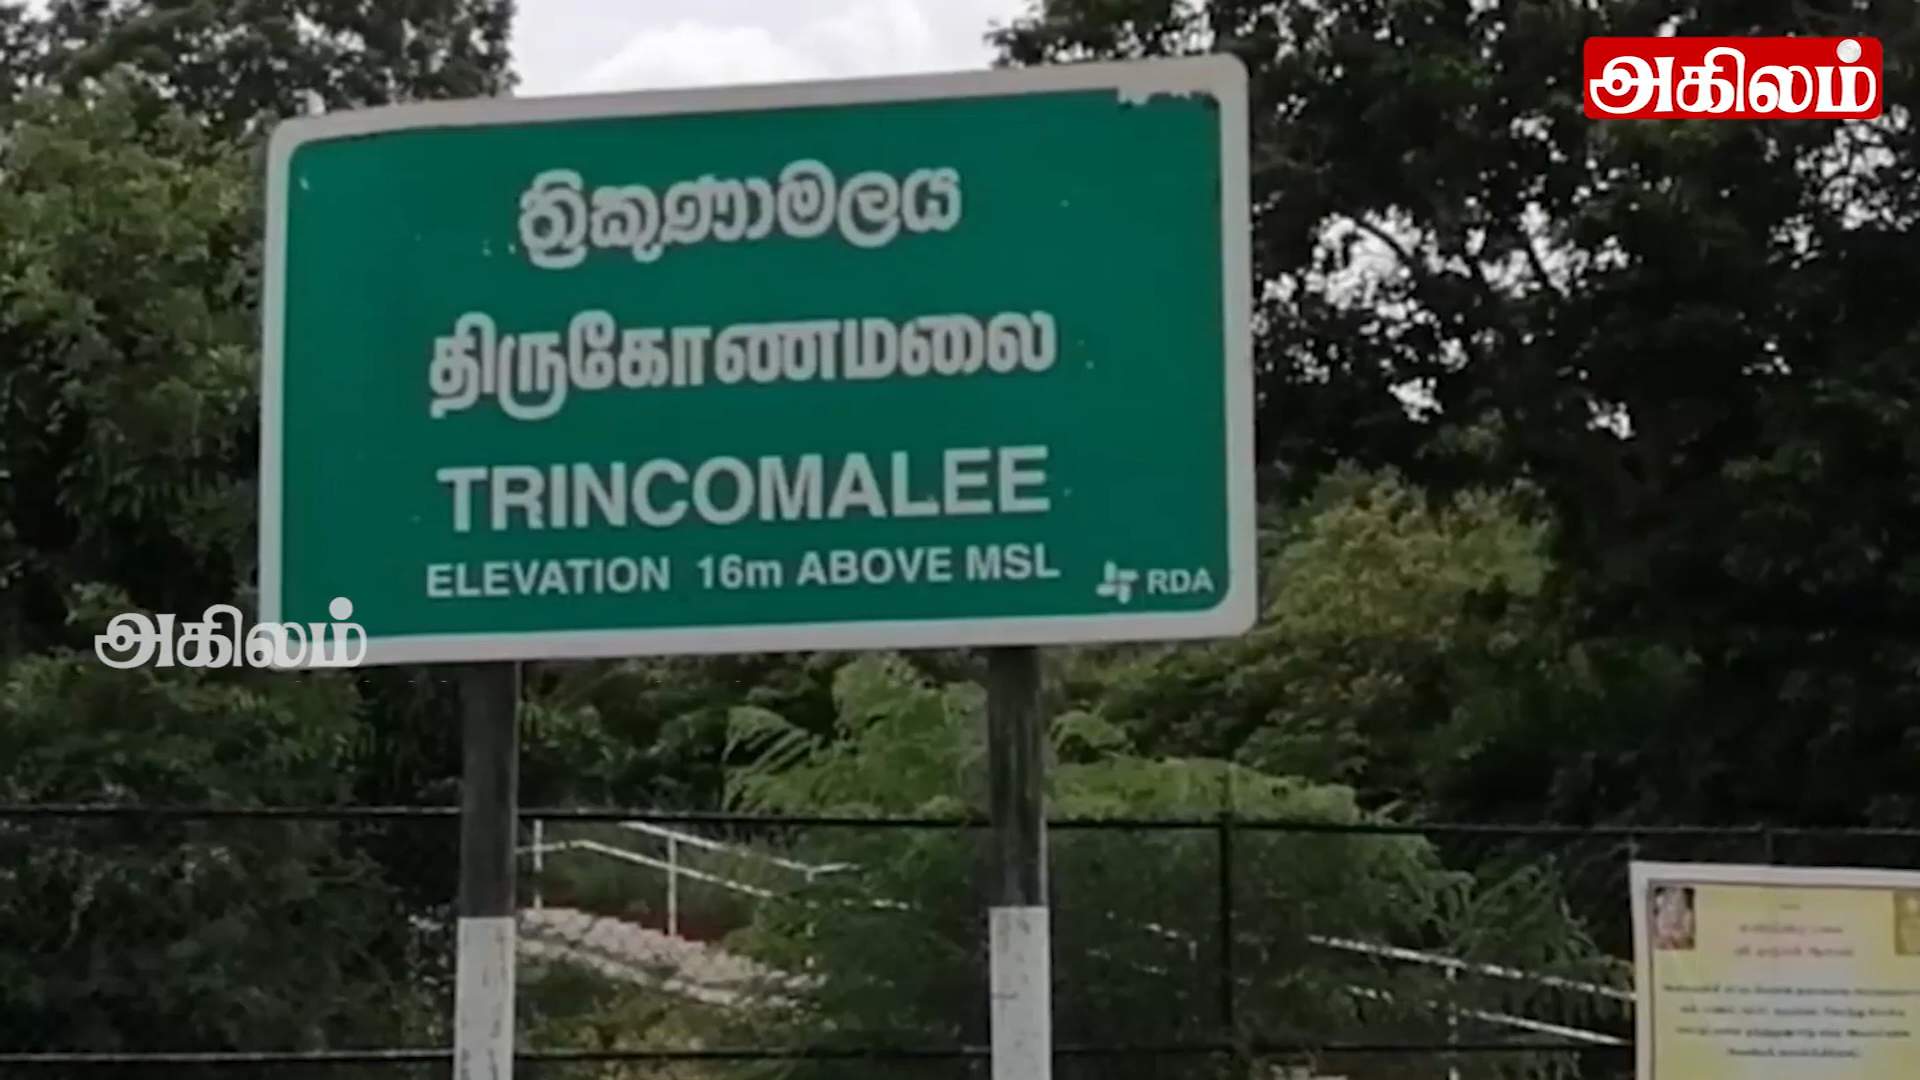 அகிலம்
ත්‍රිකුණාමලය
திருகோணமலை
TRINCOMALEE
ELEVATION 16m ABOVE MSL
RDA
அகிலம்